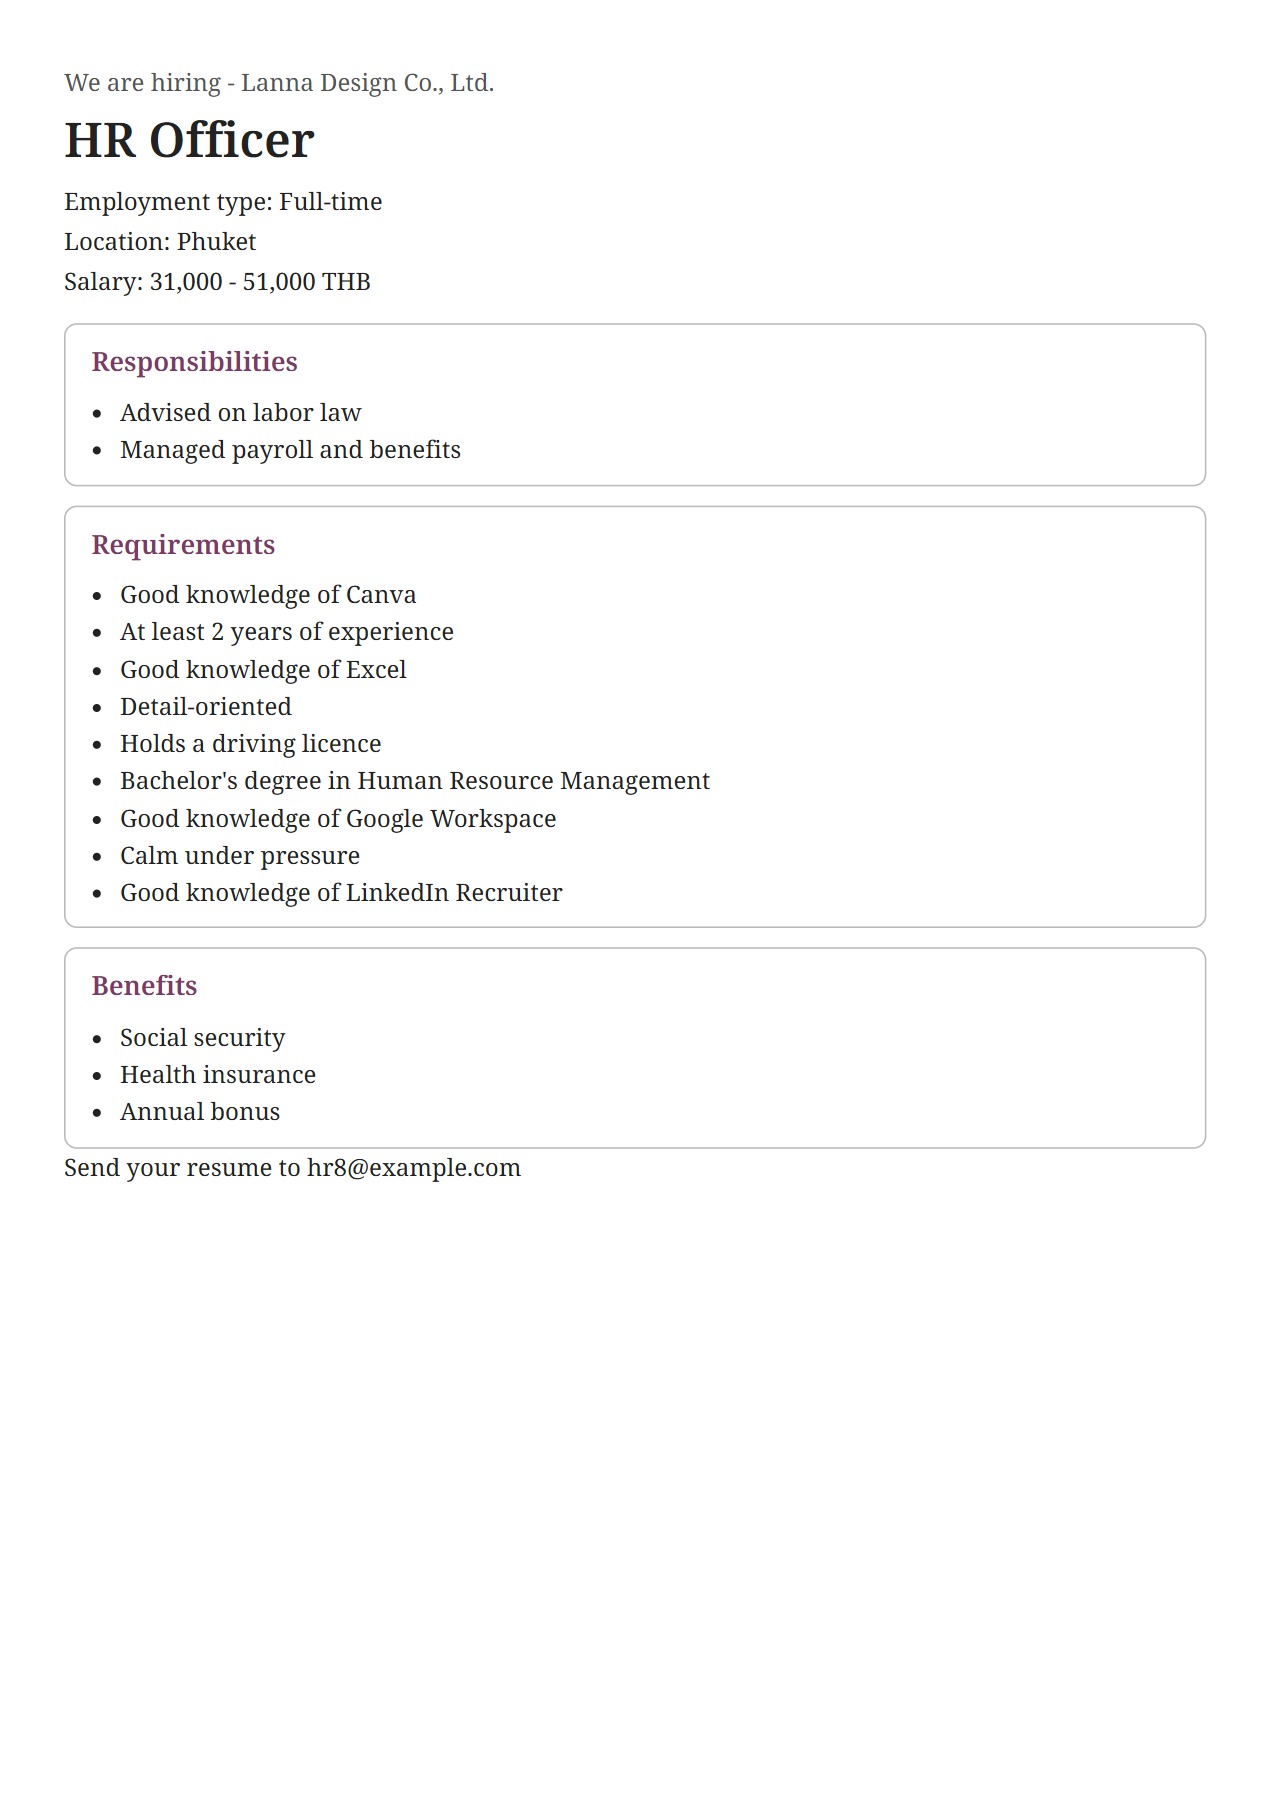 We are hiring - Lanna Design Co., Ltd.
HR Officer
Employment type: Full-time
Location: Phuket
Salary: 31,000 - 51,000 THB
Responsibilities
• Advised on labor law
• Managed payroll and benefits
Requirements
• Good knowledge of Canva
• At least 2 years of experience
• Good knowledge of Excel
• Detail-oriented
• Holds a driving licence
• Bachelor's degree in Human Resource Management
• Good knowledge of Google Workspace
• Calm under pressure
• Good knowledge of LinkedIn Recruiter
Benefits
• Social security
• Health insurance
• Annual bonus
Send your resume to hr8@example.com